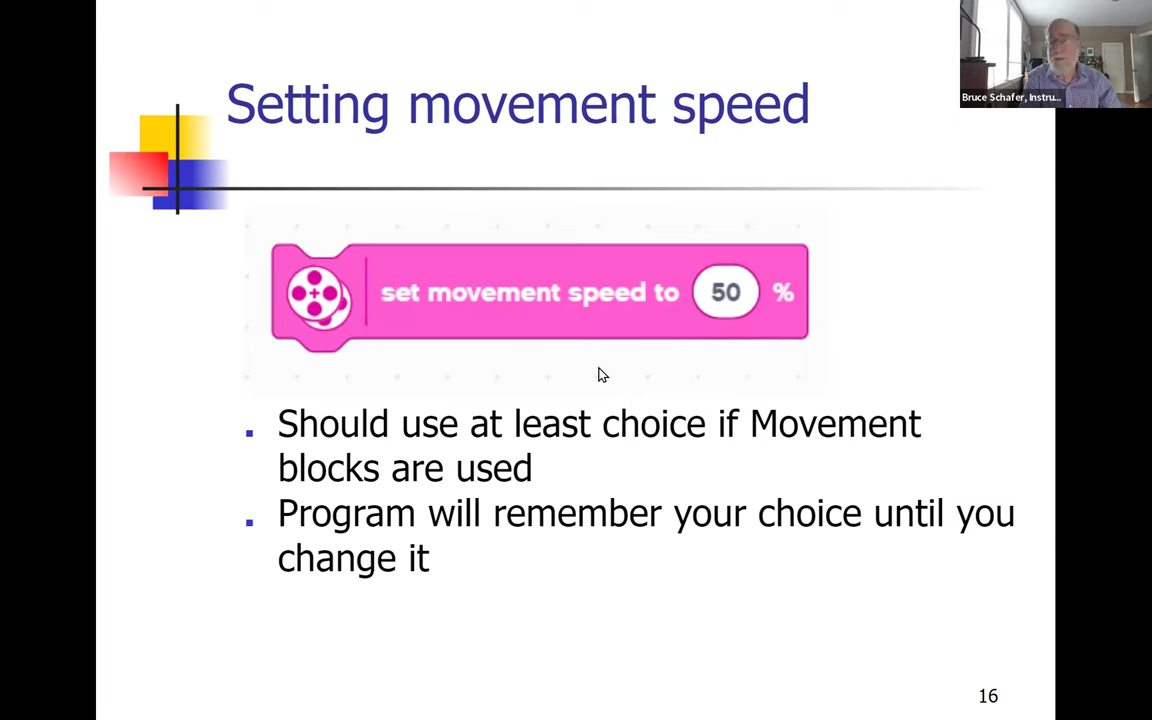 Setting movement speed
Bruce Schafer, Instru...
set movement speed to 50 %
Should use at least choice if Movement
blocks are used
Program will remember your choice until you
change it
16